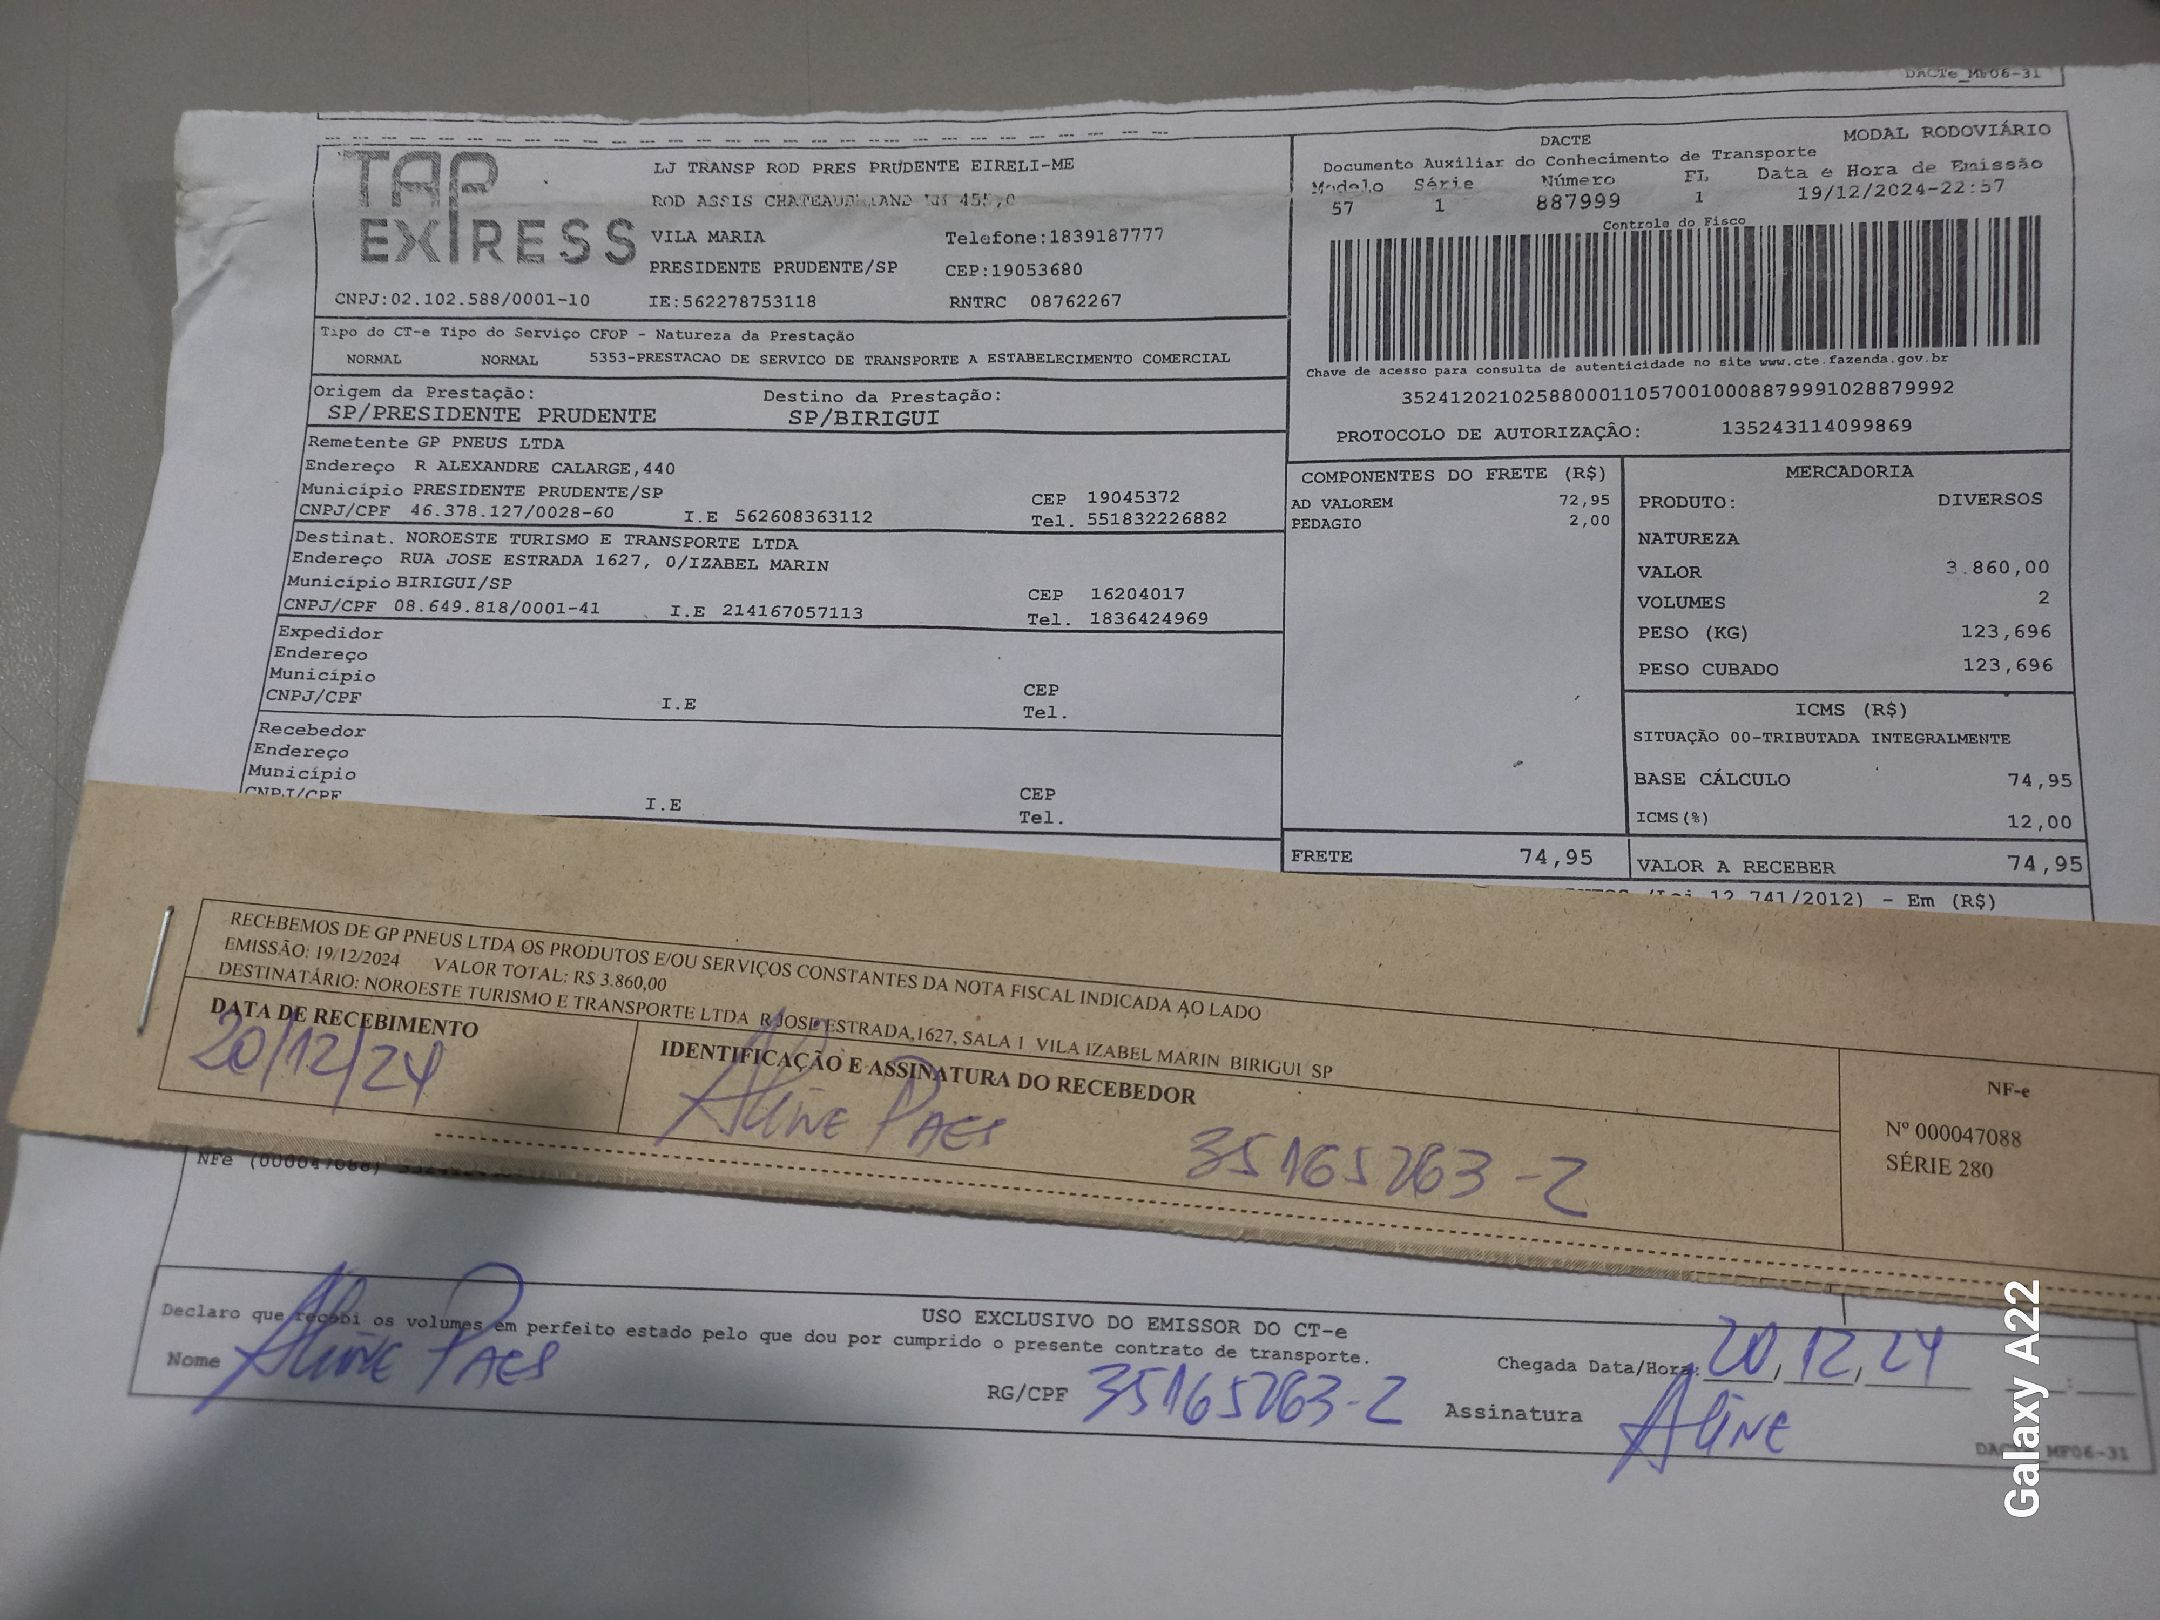 DACTe_MF06-31
TAP EXPRESS
LJ TRANSP ROD PRES PRUDENTE EIRELI-ME
ROD ASSIS CHATEAUBRIAND KM 455,0
VILA MARIA Telefone:1839187777
PRESIDENTE PRUDENTE/SP CEP:19053680
CNPJ:02.102.588/0001-10 IE:562278753118 RNTRC 08762267
DACTE MODAL RODOVIÁRIO
Documento Auxiliar do Conhecimento de Transporte
Modelo Série Número FL Data e Hora de Emissão
57 1 887999 1 19/12/2024-22:57
Controle do Fisco
Chave de acesso para consulta de autenticidade no site www.cte.fazenda.gov.br
35241202102588000110570010008879991028879992
PROTOCOLO DE AUTORIZAÇÃO: 135243114099869
Tipo do CT-e Tipo do Serviço CFOP - Natureza da Prestação
NORMAL NORMAL 5353-PRESTACAO DE SERVICO DE TRANSPORTE A ESTABELECIMENTO COMERCIAL
Origem da Prestação: Destino da Prestação:
SP/PRESIDENTE PRUDENTE SP/BIRIGUI
Remetente GP PNEUS LTDA
Endereço R ALEXANDRE CALARGE,440
Município PRESIDENTE PRUDENTE/SP CEP 19045372
CNPJ/CPF 46.378.127/0028-60 I.E 562608363112 Tel. 551832226882
Destinat. NOROESTE TURISMO E TRANSPORTE LTDA
Endereço RUA JOSE ESTRADA 1627, 0/IZABEL MARIN
Município BIRIGUI/SP CEP 16204017
CNPJ/CPF 08.649.818/0001-41 I.E 214167057113 Tel. 1836424969
Expedidor
Endereço
Município CEP
CNPJ/CPF I.E Tel.
Recebedor
Endereço
Município CEP
CNPJ/CPF I.E Tel.
COMPONENTES DO FRETE (R$)
AD VALOREM 72,95
PEDAGIO 2,00
FRETE 74,95
MERCADORIA
PRODUTO: DIVERSOS
NATUREZA
VALOR 3.860,00
VOLUMES 2
PESO (KG) 123,696
PESO CUBADO 123,696
ICMS (R$)
SITUAÇÃO 00-TRIBUTADA INTEGRALMENTE
BASE CÁLCULO 74,95
ICMS(%) 12,00
VALOR A RECEBER 74,95
(Lei 12.741/2012) - Em (R$)
RECEBEMOS DE GP PNEUS LTDA OS PRODUTOS E/OU SERVIÇOS CONSTANTES DA NOTA FISCAL INDICADA AO LADO
EMISSÃO: 19/12/2024 VALOR TOTAL: R$ 3.860,00
DESTINATÁRIO: NOROESTE TURISMO E TRANSPORTE LTDA R JOSE ESTRADA,1627, SALA 1 VILA IZABEL MARIN BIRIGUI SP
DATA DE RECEBIMENTO IDENTIFICAÇÃO E ASSINATURA DO RECEBEDOR
20/12/24 Aline Paes 35165263-2
NF-e
Nº 000047088
SÉRIE 280
NFe (000047088)
USO EXCLUSIVO DO EMISSOR DO CT-e
Declaro que recebi os volumes em perfeito estado pelo que dou por cumprido o presente contrato de transporte.
Nome Aline Paes RG/CPF 35165263-2
Chegada Data/Hora: 20,12,24
Assinatura Aline
DACTe_MF06-31
Galaxy A22